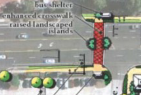 bus shelter
enhanced crosswalk
raised landscaped
islands